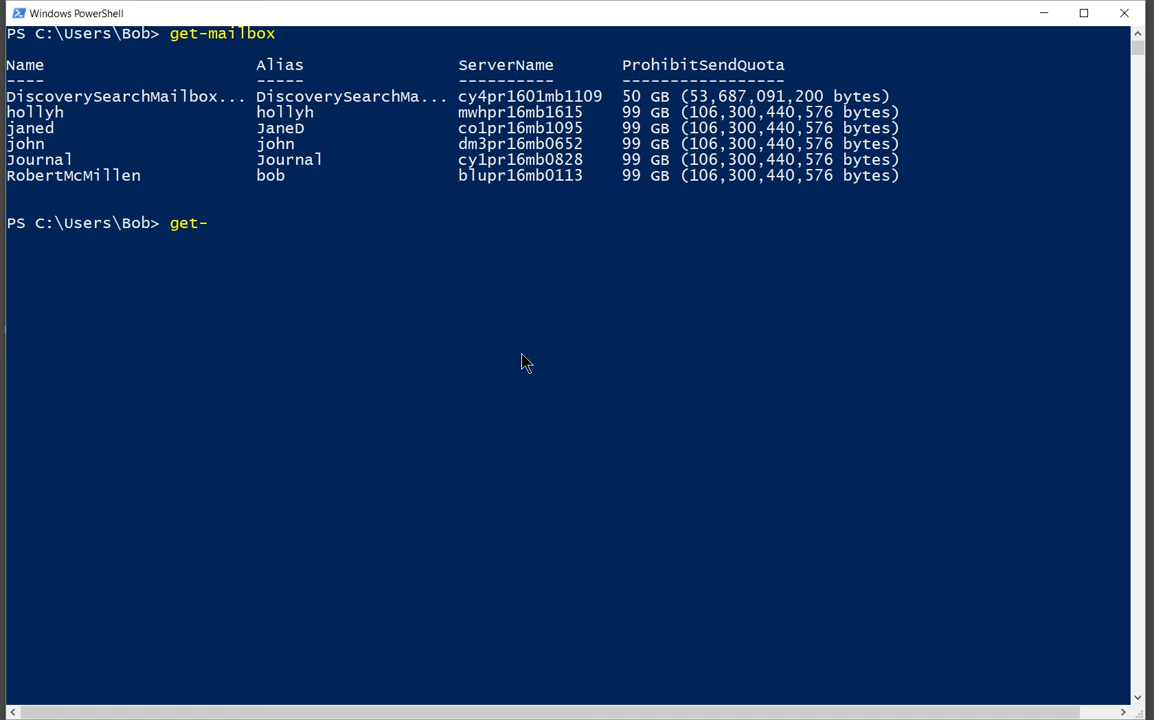 Windows PowerShell
PS C:\Users\Bob> get-mailbox
Name Alias ServerName ProhibitSendQuota
---- ----- ---------- -----------------
DiscoverySearchMailbox... DiscoverySearchMa... cy4pr1601mb1109 50 GB (53,687,091,200 bytes)
hollyh hollyh mwhpr16mb1615 99 GB (106,300,440,576 bytes)
janed JaneD co1pr16mb1095 99 GB (106,300,440,576 bytes)
john john dm3pr16mb0652 99 GB (106,300,440,576 bytes)
Journal Journal cy1pr16mb0828 99 GB (106,300,440,576 bytes)
RobertMcMillen bob blupr16mb0113 99 GB (106,300,440,576 bytes)
PS C:\Users\Bob> get-